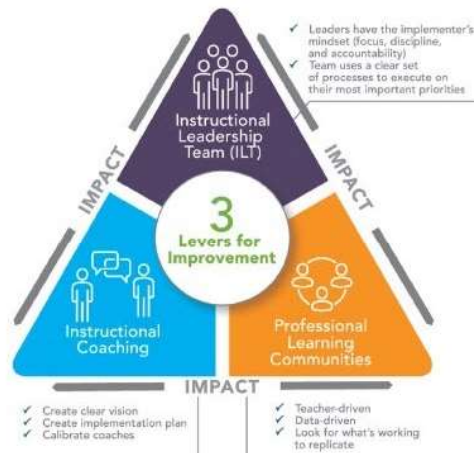 ✓ Leaders have the implementer's
mindset (focus, discipline,
and accountability)
✓ Team uses a clear set
of processes to execute on
their most important priorities
Instructional
Leadership
Team (ILT)
IMPACT
IMPACT
3
Levers for
Improvement
Instructional
Coaching
Professional
Learning
Communities
IMPACT
✓ Create clear vision
✓ Create implementation plan
✓ Calibrate coaches
✓ Teacher-driven
✓ Data-driven
✓ Look for what's working
to replicate